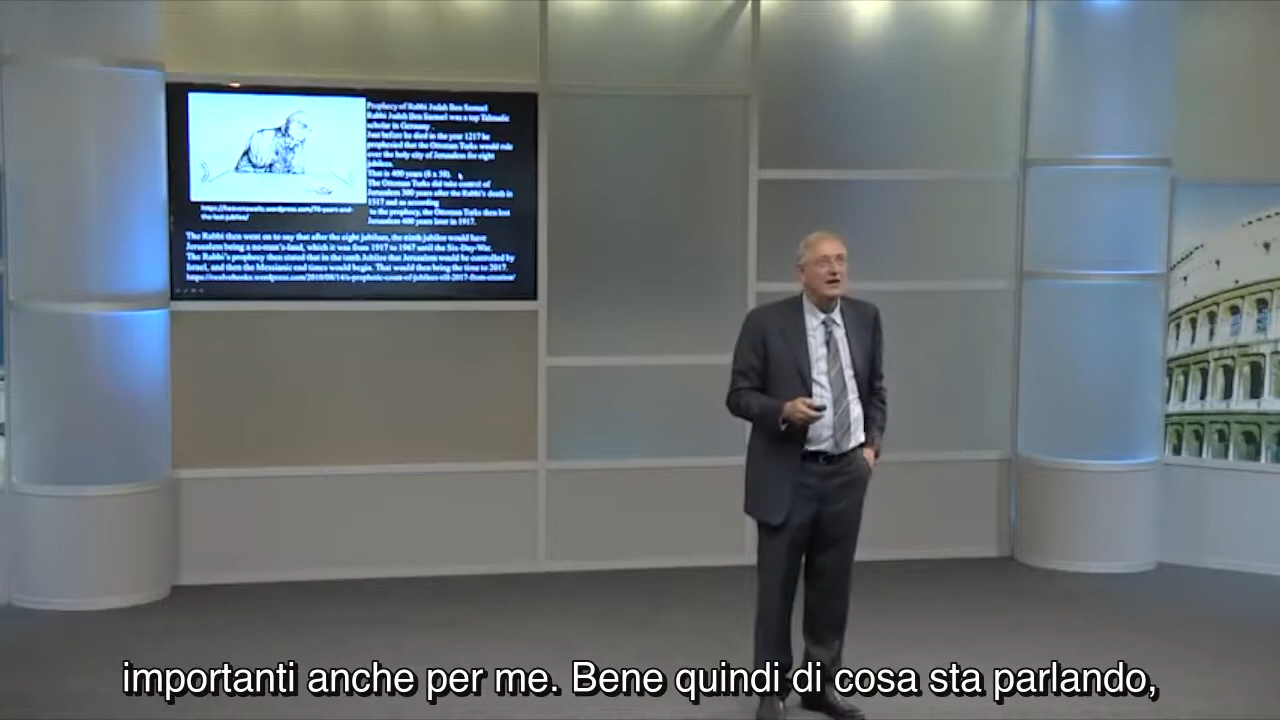 Prophecy of Rabbi Judah Ben Samuel
Rabbi Judah Ben Samuel was a top Talmudic
scholar in Germany.
Just before he died in the year 1217 he
prophesied that the Ottoman Turks would rule
over the holy city of Jerusalem for eight
jubilees.
That is 400 years (8 x 50).
The Ottoman Turks did take control of
Jerusalem 300 years after the Rabbi's death in
1517 and as according
to the prophecy, the Ottoman Turks then lost
Jerusalem 400 years later in 1917.
the-last-jubilee/
The Rabbi then went on to say that after the eight jubilees, the ninth jubilee would have
Jerusalem being a no-man's-land, which it was from 1917 to 1967 until the Six-Day-War.
The Rabbi's prophecy then stated that in the tenth Jubilee that Jerusalem would be controlled by
Israel, and then the Messianic end times would begin. That would then bring the time to 2017.
importanti anche per me. Bene quindi di cosa sta parlando,